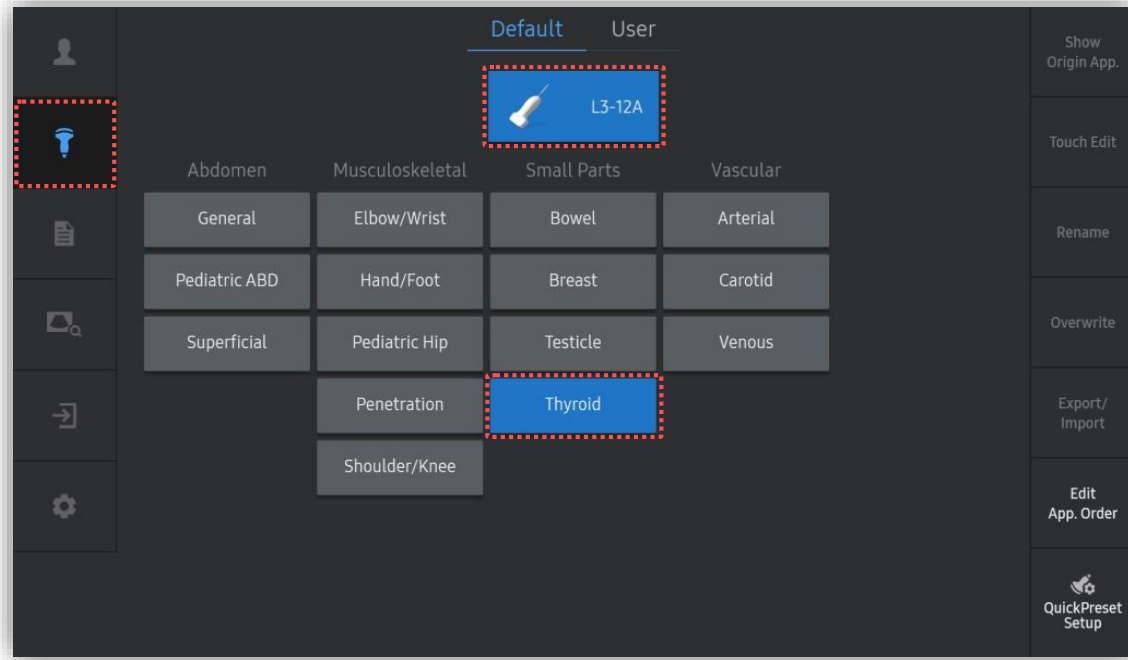 Default User
Show
Origin App.
L3-12A
Touch Edit
Abdomen Musculoskeletal Small Parts Vascular
General Elbow/Wrist Bowel Arterial
Rename
Pediatric ABD Hand/Foot Breast Carotid
Superficial Pediatric Hip Testicle Venous
Overwrite
Penetration Thyroid
Export/
Import
Shoulder/Knee
Edit
App. Order
QuickPreset
Setup